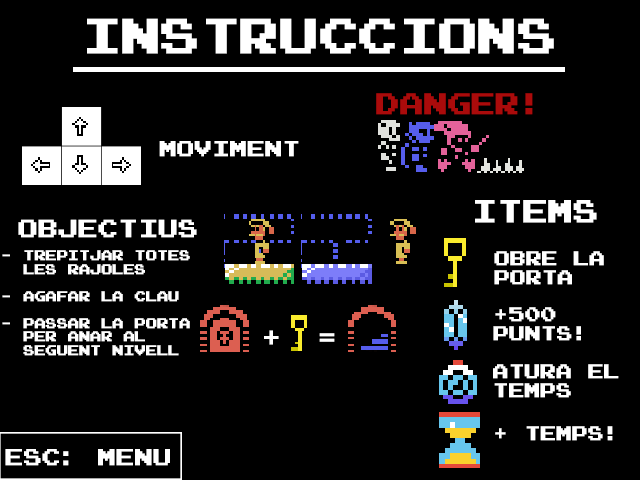 INSTRUCCIONS
DANGER!
MOVIMENT
OBJECTIUS
- TREPITJAR TOTES
LES RAJOLES
- AGAFAR LA CLAU
- PASSAR LA PORTA
PER ANAR AL
SEGUENT NIVELL
+ =
ITEMS
OBRE LA
PORTA
+500
PUNTS!
ATURA EL
TEMPS
+ TEMPS!
ESC: MENU